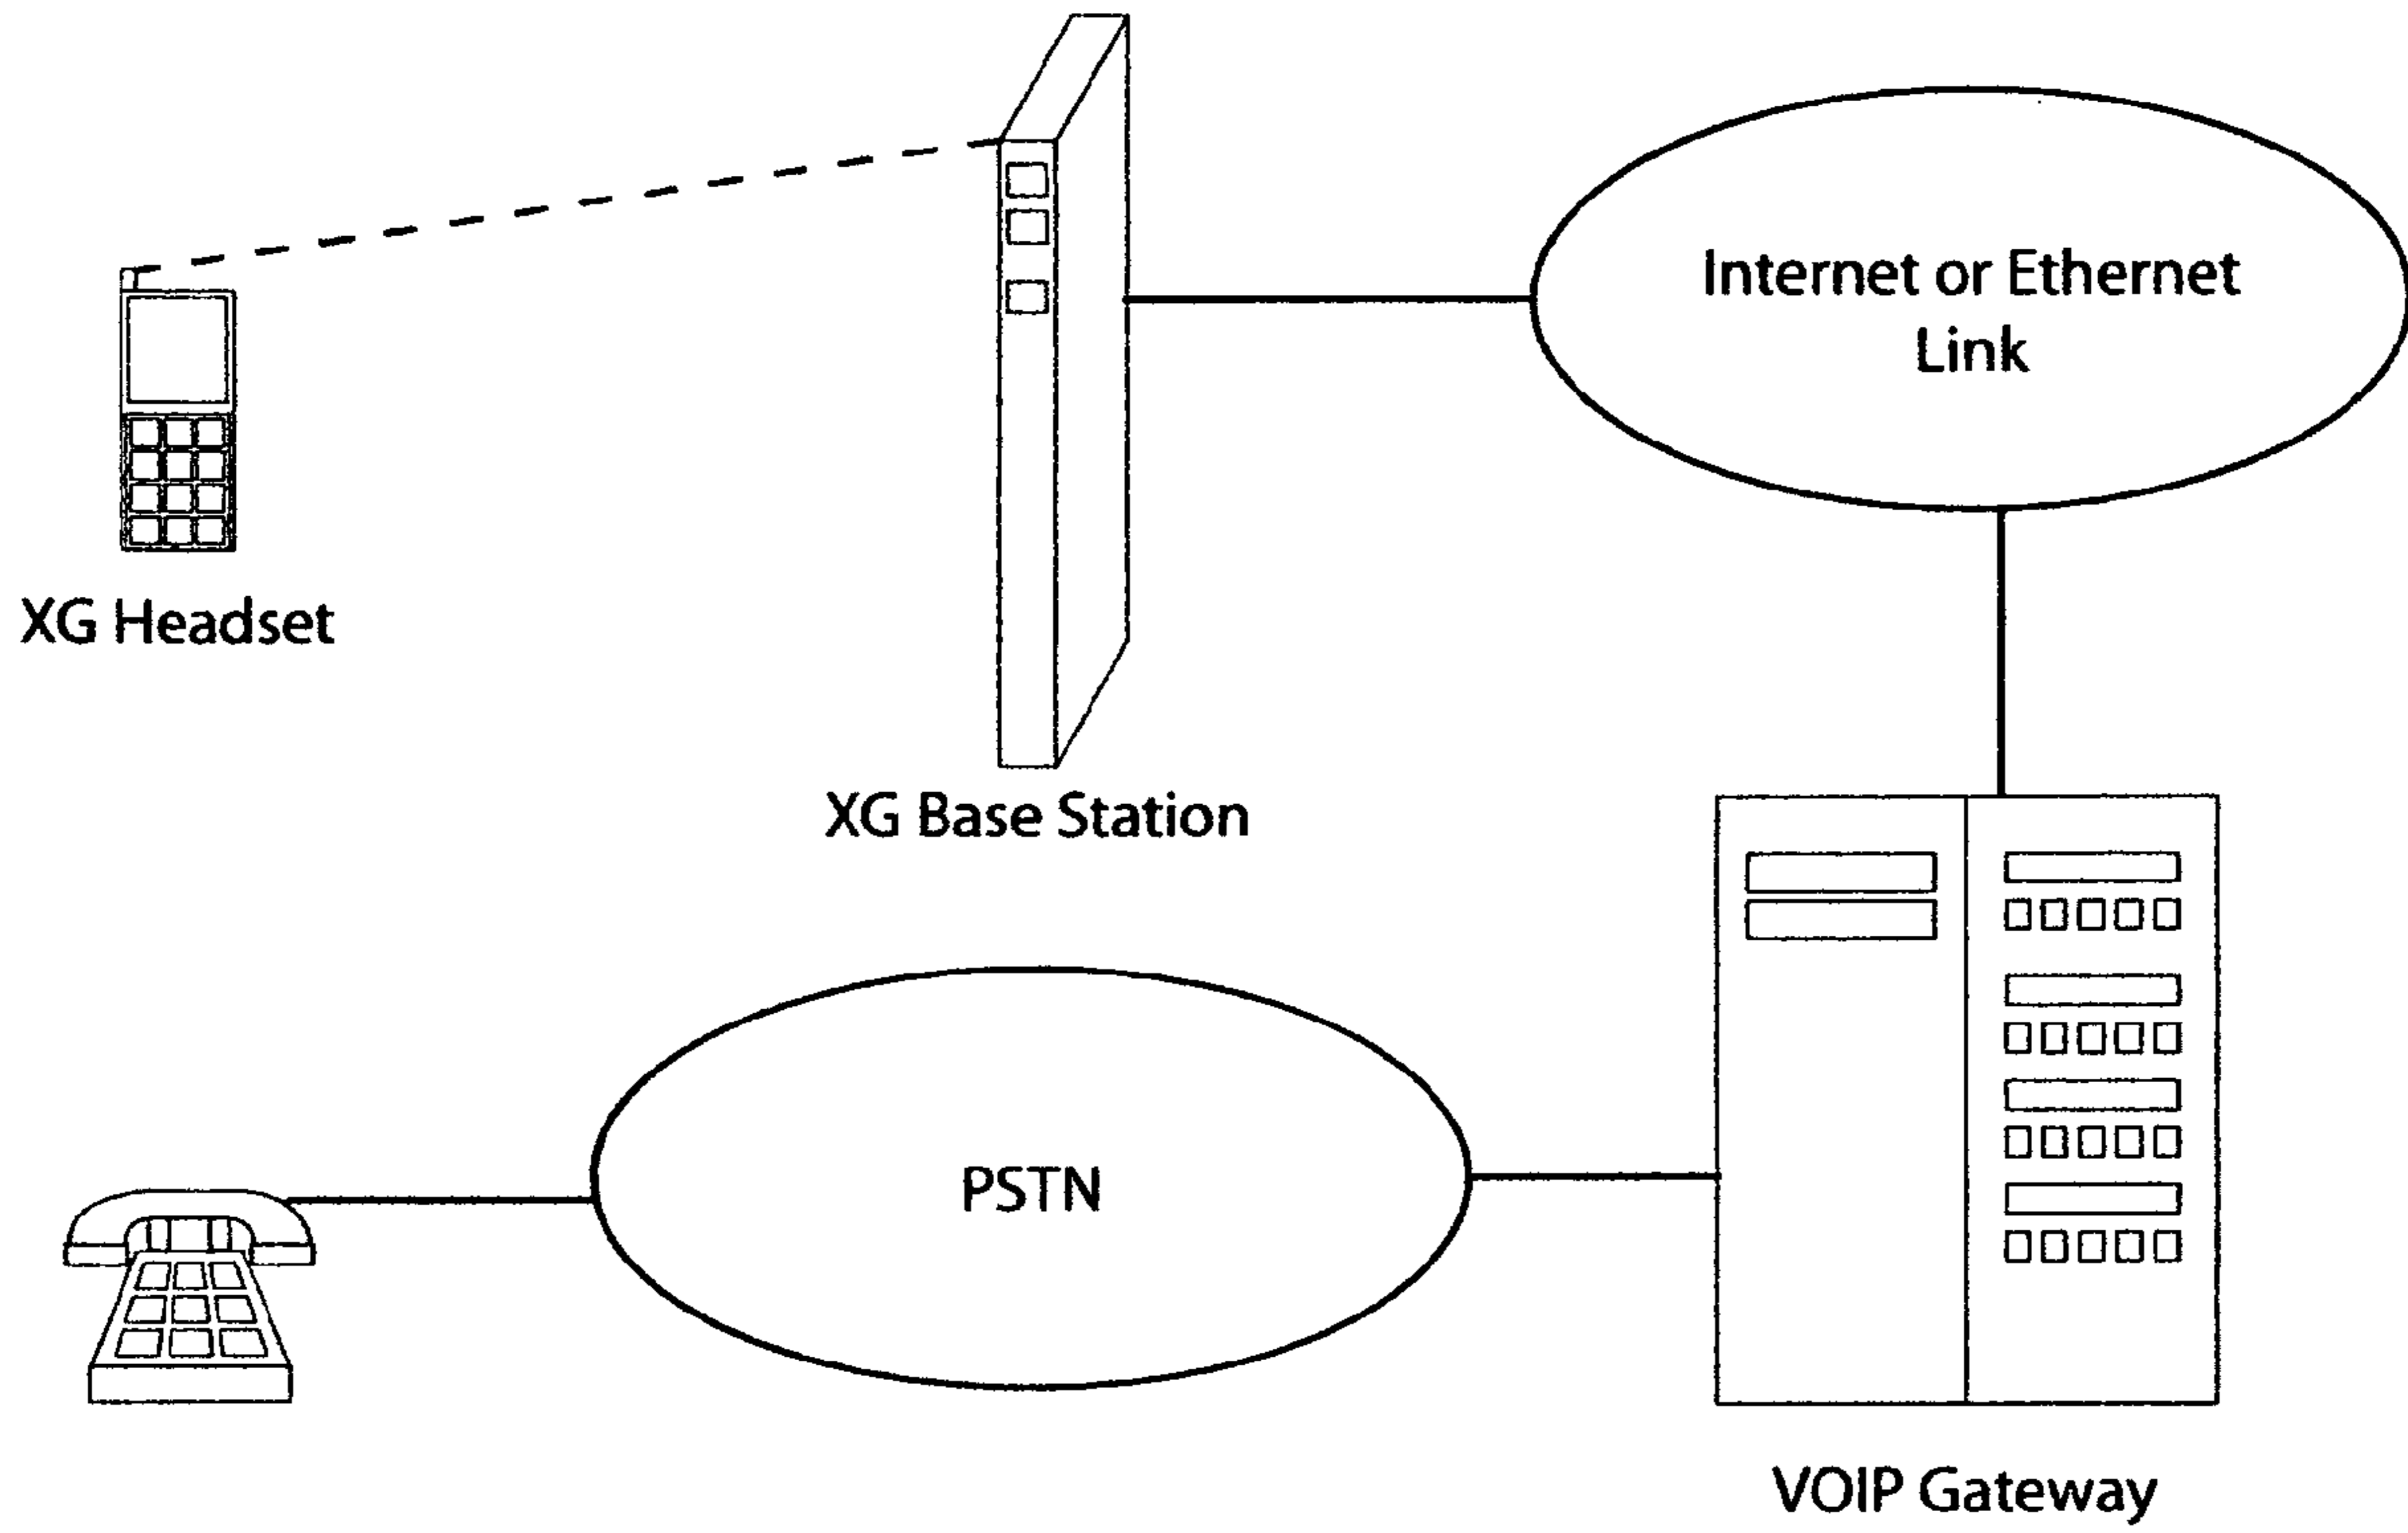 Internet or Ethernet
Link
XG Headset
XG Base Station
PSTN
VOIP Gateway